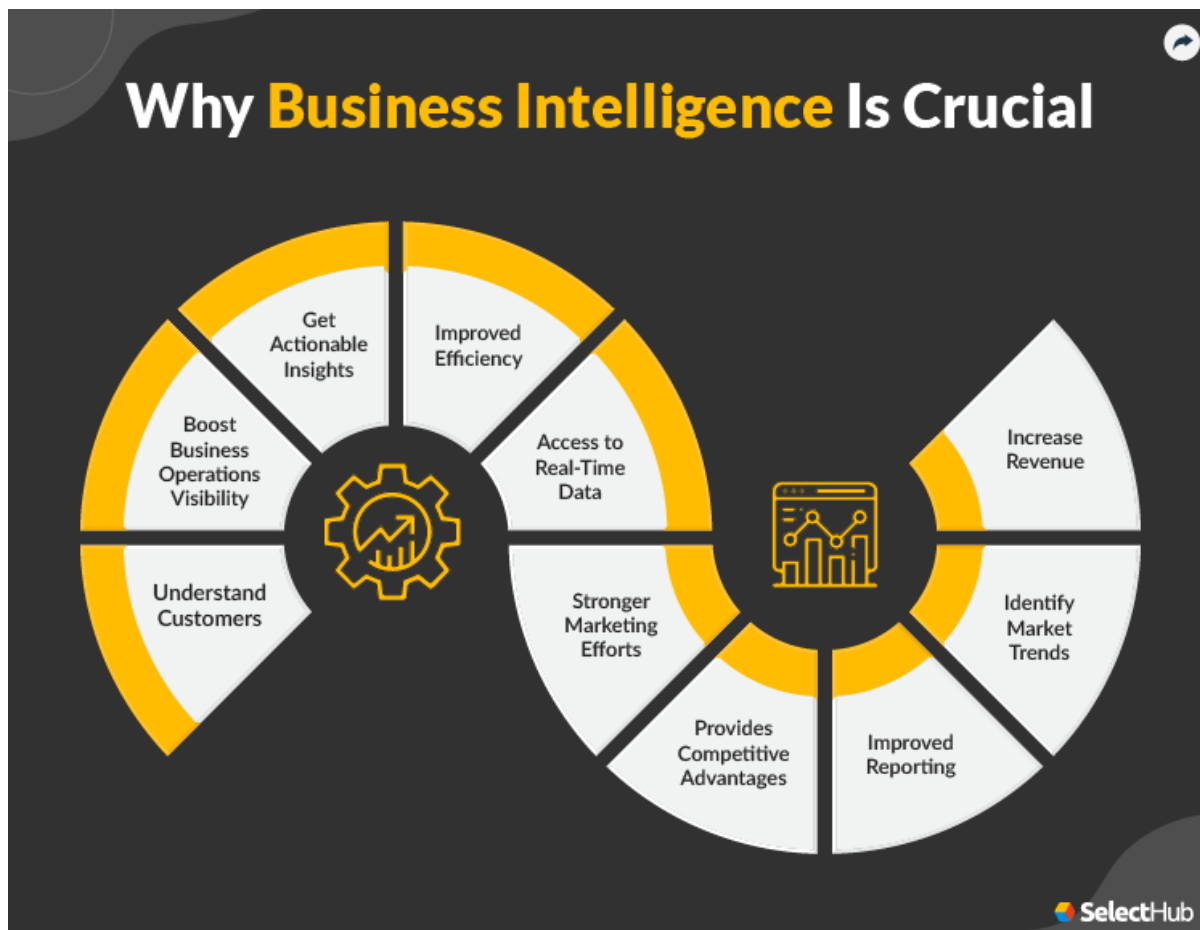 Why Business Intelligence Is Crucial
Understand
Customers
Boost
Business
Operations
Visibility
Get
Actionable
Insights
Improved
Efficiency
Access to
Real-Time
Data
Stronger
Marketing
Efforts
Provides
Competitive
Advantages
Improved
Reporting
Identify
Market
Trends
Increase
Revenue
SelectHub